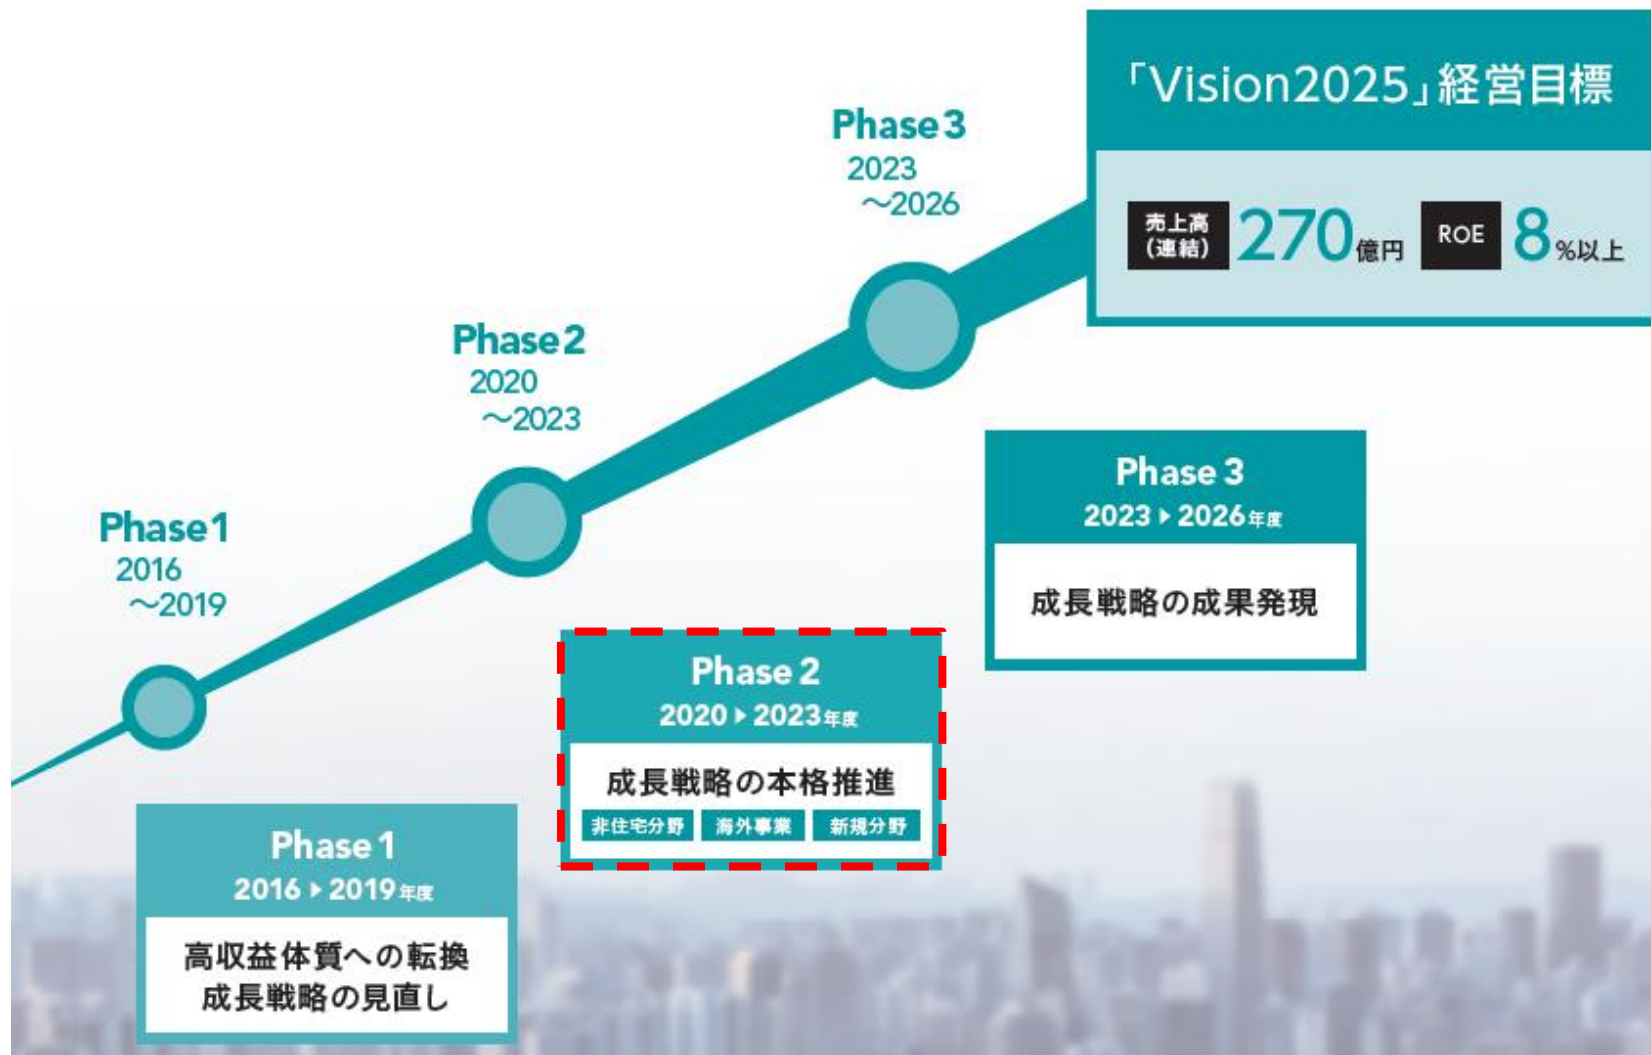 「Vision2025」経営目標
売上高
(連結)
270億円
ROE
8%以上
Phase3
2023
～2026
Phase2
2020
～2023
Phase1
2016
～2019
Phase 3
2023▶2026年度
成長戦略の成果発現
Phase 2
2020▶2023年度
成長戦略の本格推進
非住宅分野 海外事業 新規分野
Phase 1
2016▶2019年度
高収益体質への転換
成長戦略の見直し